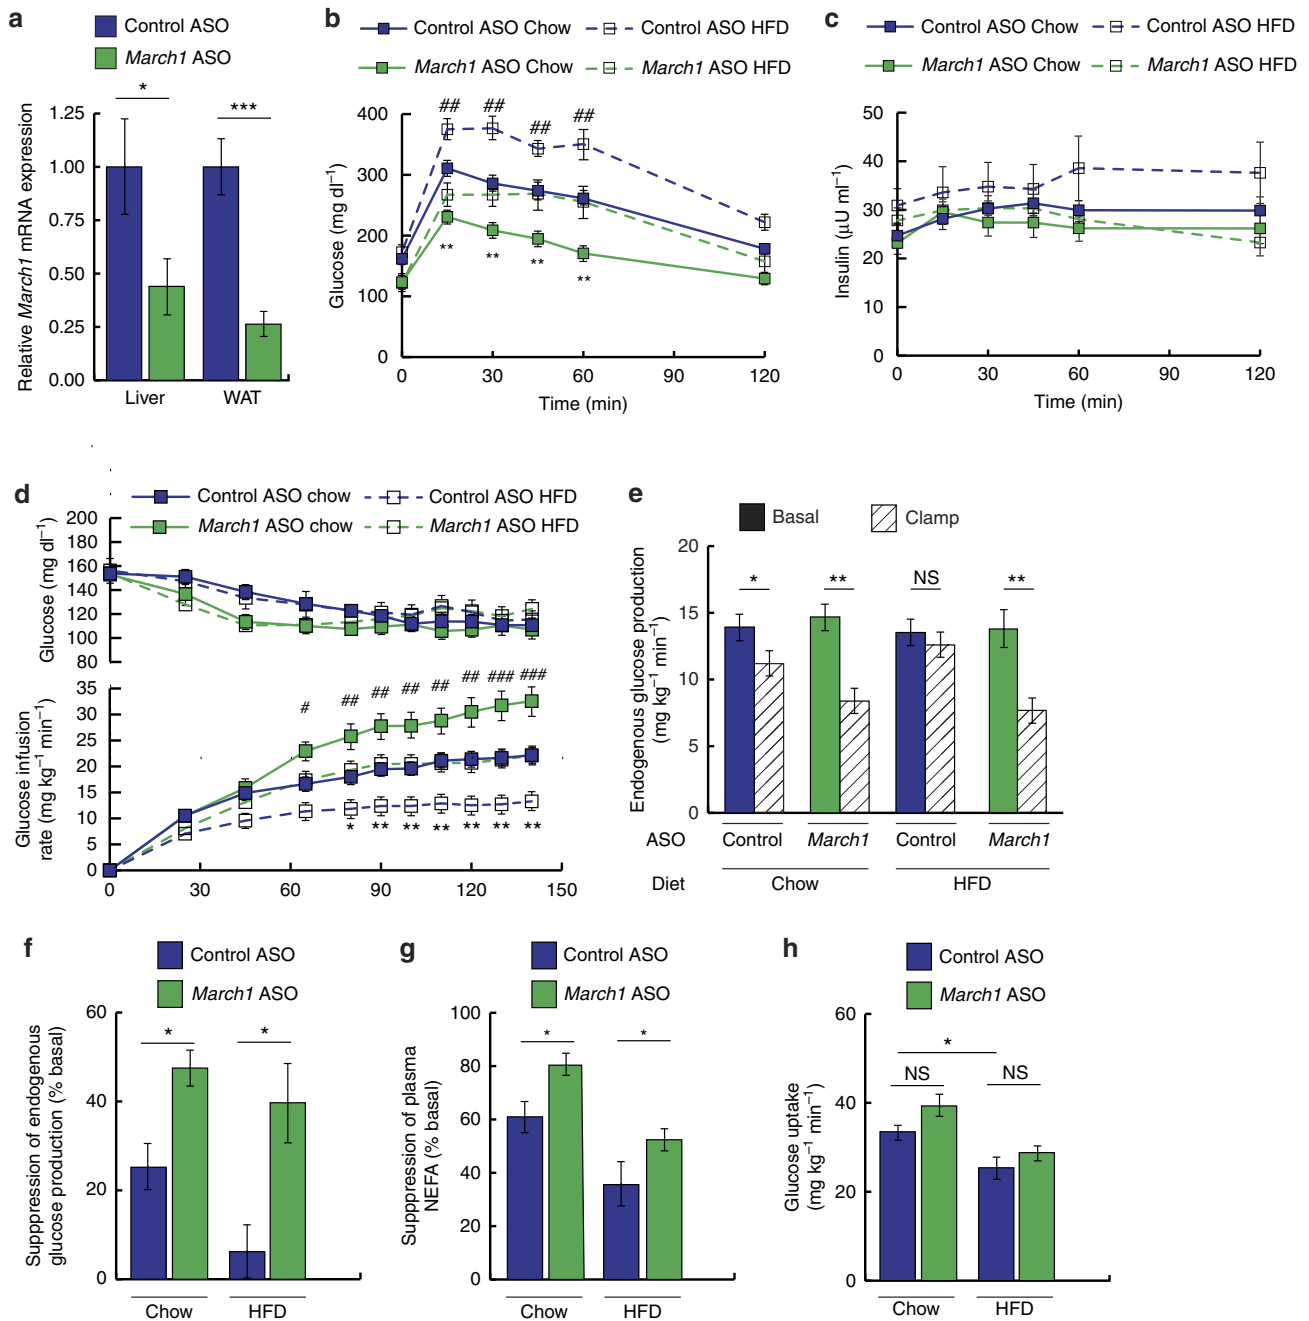 a
Control ASO
March1 ASO
Relative March1 mRNA expression
1.25
1.00
0.75
0.50
0.25
0.00
*
***
Liver
WAT
b
Control ASO Chow
Control ASO HFD
March1 ASO Chow
March1 ASO HFD
Glucose (mg dl⁻¹)
400
300
200
100
0
##
##
##
##
**
**
**
**
0
30
60
90
120
Time (min)
c
Control ASO Chow
Control ASO HFD
March1 ASO Chow
March1 ASO HFD
Insulin (μU ml⁻¹)
50
40
30
20
10
0
0
30
60
90
120
Time (min)
d
Control ASO chow
Control ASO HFD
March1 ASO chow
March1 ASO HFD
Glucose (mg dl⁻¹)
200
180
160
140
120
100
80
Glucose infusion
rate (mg kg⁻¹ min⁻¹)
35
30
25
20
15
10
5
0
#
##
##
##
##
##
###
###
*
**
**
**
**
**
**
0
30
60
90
120
150
e
Basal
Clamp
Endogenous glucose production
(mg kg⁻¹ min⁻¹)
20
15
10
5
0
*
**
NS
**
ASO
Control
March1
Control
March1
Diet
Chow
HFD
f
Control ASO
March1 ASO
Supppression of endogenous
glucose production (% basal)
60
40
20
0
*
*
Chow
HFD
g
Control ASO
March1 ASO
Supppression of plasma
NEFA (% basal)
100
80
60
40
20
0
*
*
Chow
HFD
h
Control ASO
March1 ASO
Glucose uptake
(mg kg⁻¹ min⁻¹)
60
40
20
0
*
NS
NS
Chow
HFD